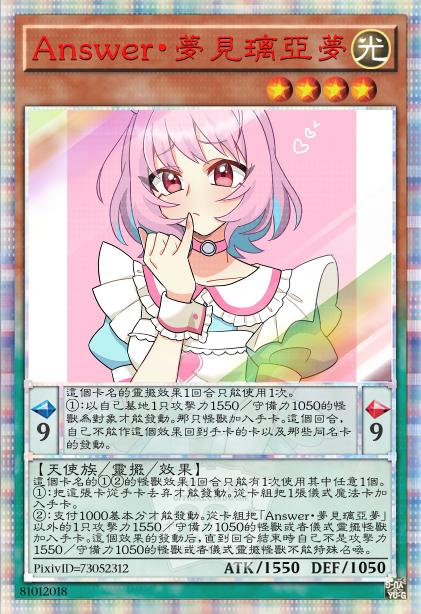 Answer・夢見璃亞夢
光
這個卡名的靈擺效果1回合只能使用1次。
①:以自己墓地1只攻擊力1550／守備力1050的怪
獸為對象才能發動。那只怪獸加入手卡。這個回合,
自己不能作這個效果回到手卡的卡以及那些同名卡
的發動。
9
9
【天使族／靈擺／效果】
這個卡名的①②的怪獸效果1回合只能有1次使用其中任意1個。
①:把這張卡從手卡丟棄才能發動。從卡組把1張儀式魔法卡加
入手卡。
②:支付1000基本分才能發動。從卡組把「Answer・夢見璃亞夢」
以外的1只攻擊力1550／守備力1050的怪獸或者儀式靈擺怪獸
加入手卡。這個效果的發動后,直到回合結束時自己不是攻擊力
1550／守備力1050的怪獸或者儀式靈擺怪獸不能特殊召喚。
PixivID=73052312
ATK/1550 DEF/1050
81012018